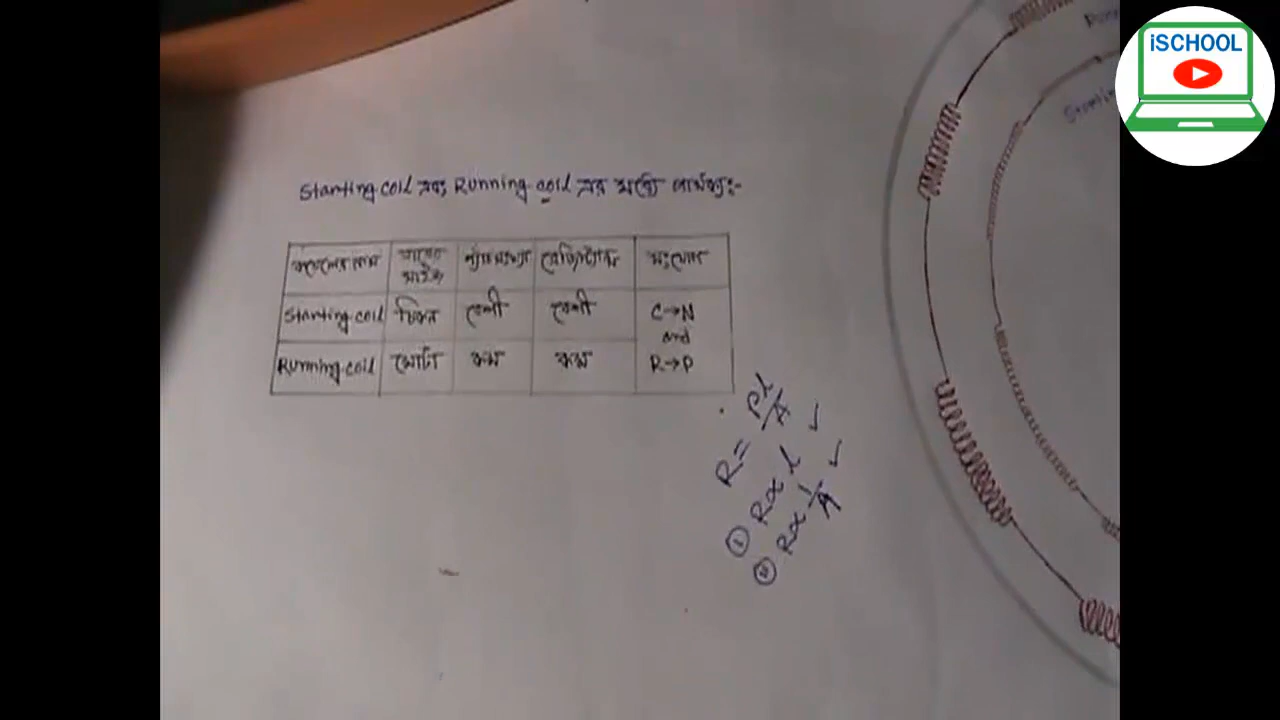 iSCHOOL
Starting coil এবং Running coil এর মধ্যে পার্থক্য:-
কয়েলের নাম তারের সাইজ প্যাচসংখ্যা রেজিস্ট্যান্স সংযোগ
Starting coil চিকন বেশী বেশী C→N
and
Running coil মোটা কম কম R→P
R= ρl/A
① R∝ l ✓
② R∝ 1/A ✓